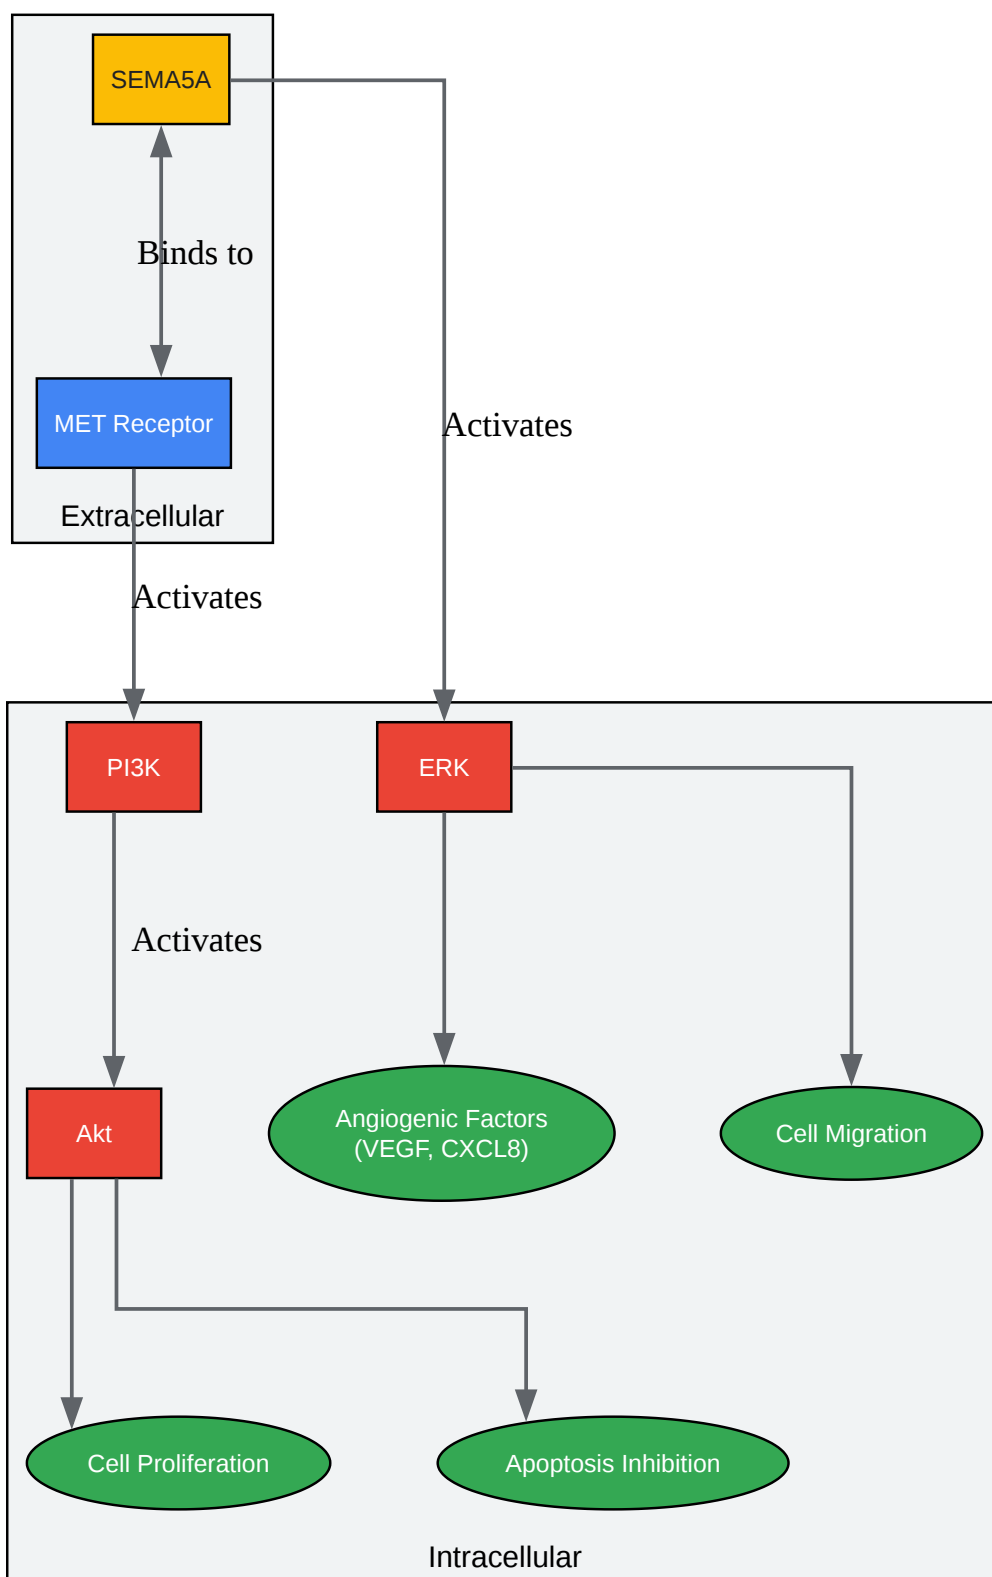 SEMA5A
Binds to
MET Receptor
Activates
Extracellular
Activates
PI3K
ERK
Activates
Akt
Angiogenic Factors
(VEGF, CXCL8)
Cell Migration
Cell Proliferation
Apoptosis Inhibition
Intracellular